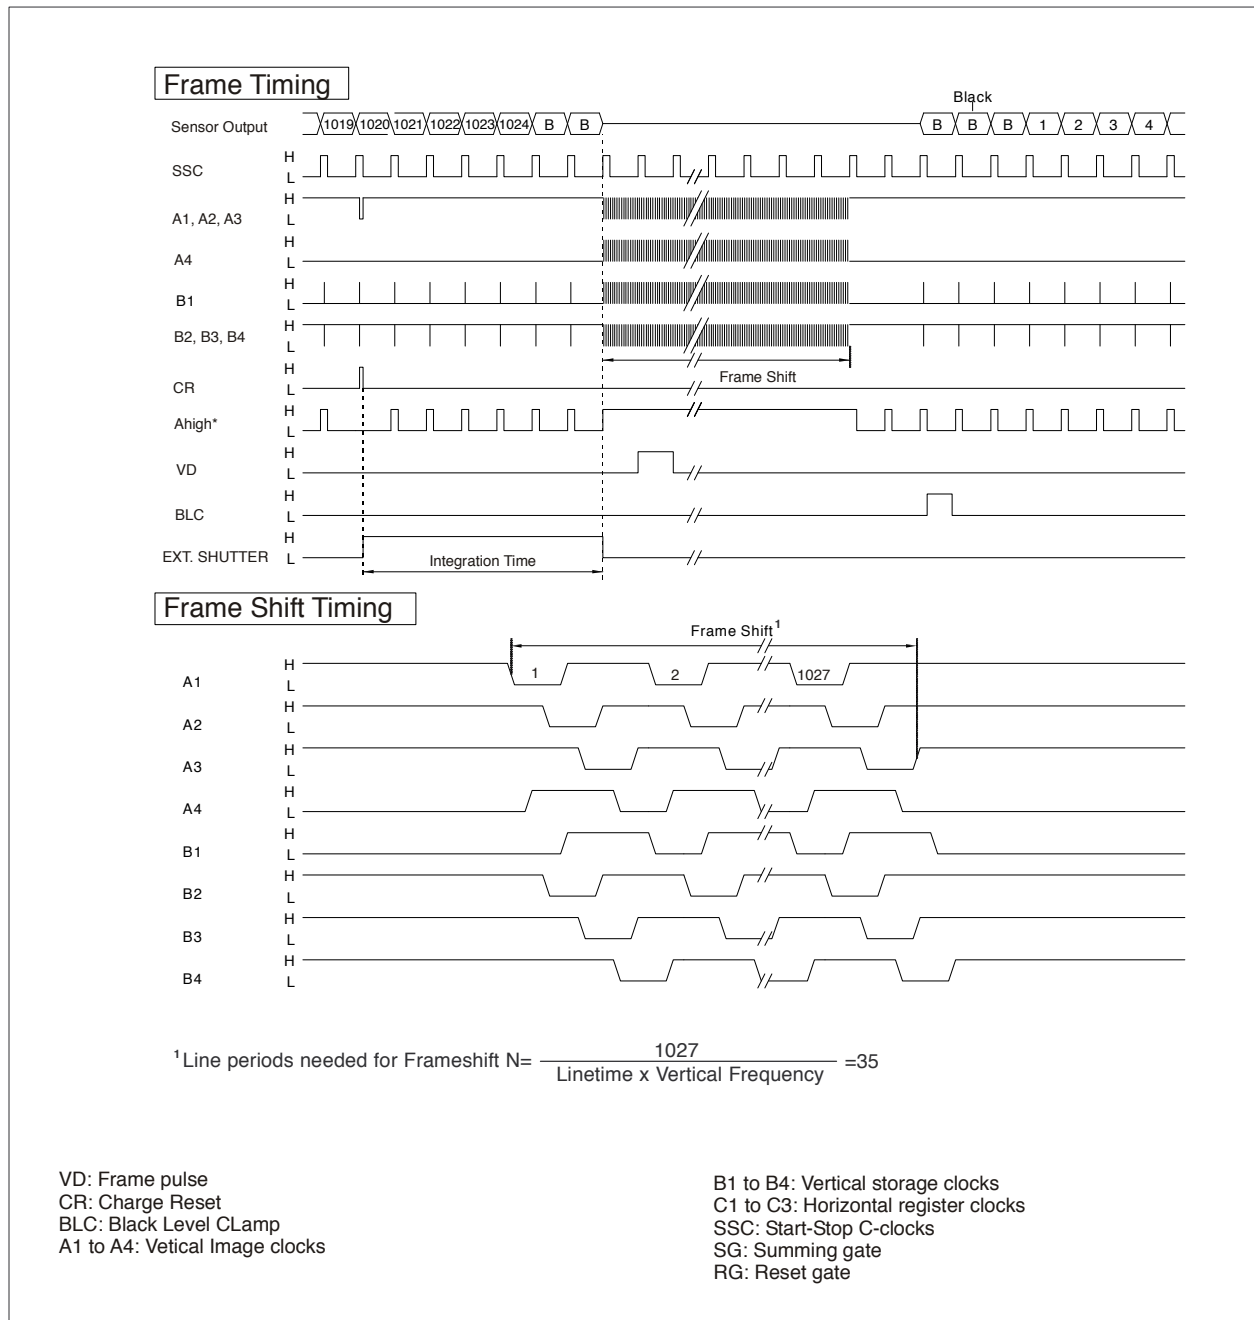 Frame Timing
Black
Sensor Output 1019 1020 1021 1022 1023 1024 B B B B B 1 2 3 4
SSC H L
A1, A2, A3 H L
A4 H L
B1 H L
B2, B3, B4 H L
Frame Shift
CR H L
Ahigh* H L
VD H L
BLC H L
EXT. SHUTTER H L
Integration Time
Frame Shift Timing
Frame Shift1
A1 H L 1 2 1027
A2 H L
A3 H L
A4 H L
B1 H L
B2 H L
B3 H L
B4 H L
1Line periods needed for Frameshift N= 1027 / Linetime x Vertical Frequency =35
VD: Frame pulse
CR: Charge Reset
BLC: Black Level CLamp
A1 to A4: Vetical Image clocks
B1 to B4: Vertical storage clocks
C1 to C3: Horizontal register clocks
SSC: Start-Stop C-clocks
SG: Summing gate
RG: Reset gate